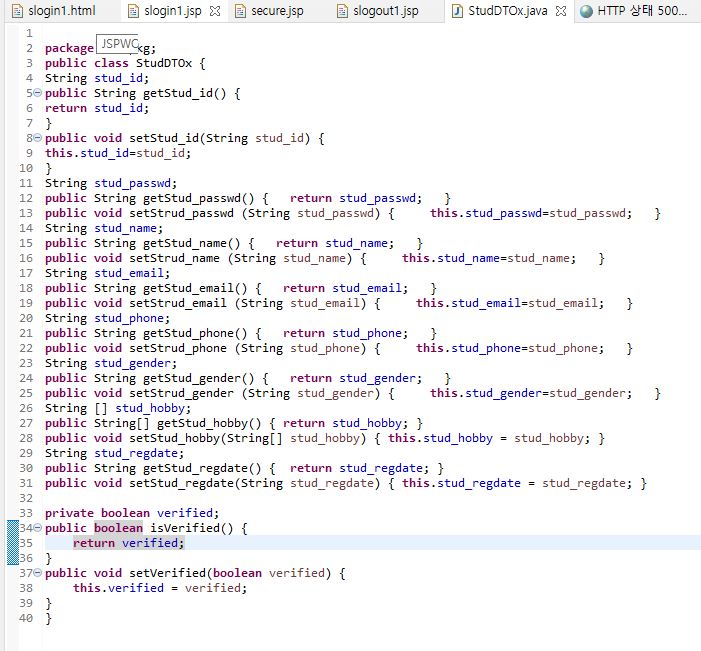 slogin1.html slogin1.jsp secure.jsp slogout1.jsp StudDTOx.java HTTP 상태 500...
1
JSPWO
2 package kg;
3 public class StudDTOx {
4 String stud_id;
5 public String getStud_id() {
6 return stud_id;
7 }
8 public void setStud_id(String stud_id) {
9 this.stud_id=stud_id;
10 }
11 String stud_passwd;
12 public String getStud_passwd() { return stud_passwd; }
13 public void setStrud_passwd (String stud_passwd) { this.stud_passwd=stud_passwd; }
14 String stud_name;
15 public String getStud_name() { return stud_name; }
16 public void setStrud_name (String stud_name) { this.stud_name=stud_name; }
17 String stud_email;
18 public String getStud_email() { return stud_email; }
19 public void setStrud_email (String stud_email) { this.stud_email=stud_email; }
20 String stud_phone;
21 public String getStud_phone() { return stud_phone; }
22 public void setStrud_phone (String stud_phone) { this.stud_phone=stud_phone; }
23 String stud_gender;
24 public String getStud_gender() { return stud_gender; }
25 public void setStrud_gender (String stud_gender) { this.stud_gender=stud_gender; }
26 String [] stud_hobby;
27 public String[] getStud_hobby() { return stud_hobby; }
28 public void setStud_hobby(String[] stud_hobby) { this.stud_hobby = stud_hobby; }
29 String stud_regdate;
30 public String getStud_regdate() { return stud_regdate; }
31 public void setStud_regdate(String stud_regdate) { this.stud_regdate = stud_regdate; }
32
33 private boolean verified;
34 public boolean isVerified() {
35 return verified;
36 }
37 public void setVerified(boolean verified) {
38 this.verified = verified;
39 }
40 }